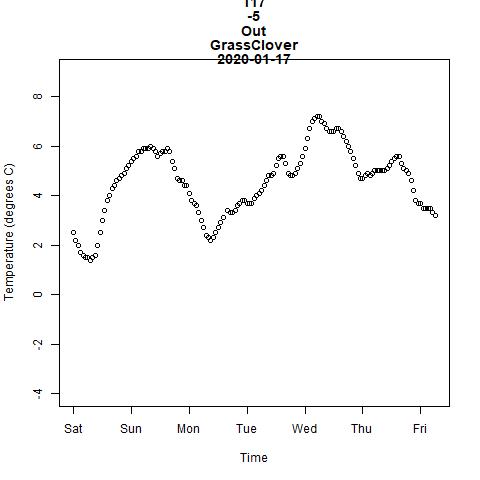 117
-5
Out
GrassClover
2020-01-17
Temperature (degrees C)
8
6
4
2
0
-2
-4
Sat Sun Mon Tue Wed Thu Fri
Time